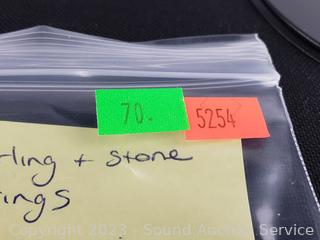 70.
5254
rling + stone
ings
Copyright 2023 - Sound Auction Service